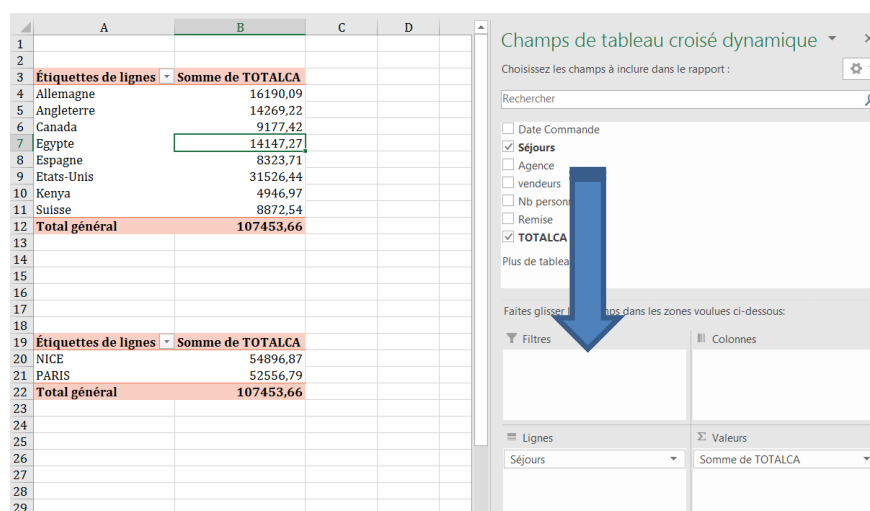 A B C D
1
2
3 Étiquettes de lignes Somme de TOTALCA
4 Allemagne 16190,09
5 Angleterre 14269,22
6 Canada 9177,42
7 Egypte 14147,27
8 Espagne 8323,71
9 Etats-Unis 31526,44
10 Kenya 4946,97
11 Suisse 8872,54
12 Total général 107453,66
13
14
15
16
17
18
19 Étiquettes de lignes Somme de TOTALCA
20 NICE 54896,87
21 PARIS 52556,79
22 Total général 107453,66
23
24
25
26
27
28
29
Champs de tableau croisé dynamique
Choisissez les champs à inclure dans le rapport :
Rechercher
Date Commande
Séjours
Agence
vendeurs
Nb
Remise
TOTALCA
Plus de
Faites glisser dans les zones voulues ci-dessous:
Filtres
Colonnes
Lignes
Σ Valeurs
Séjours
Somme de TOTALCA